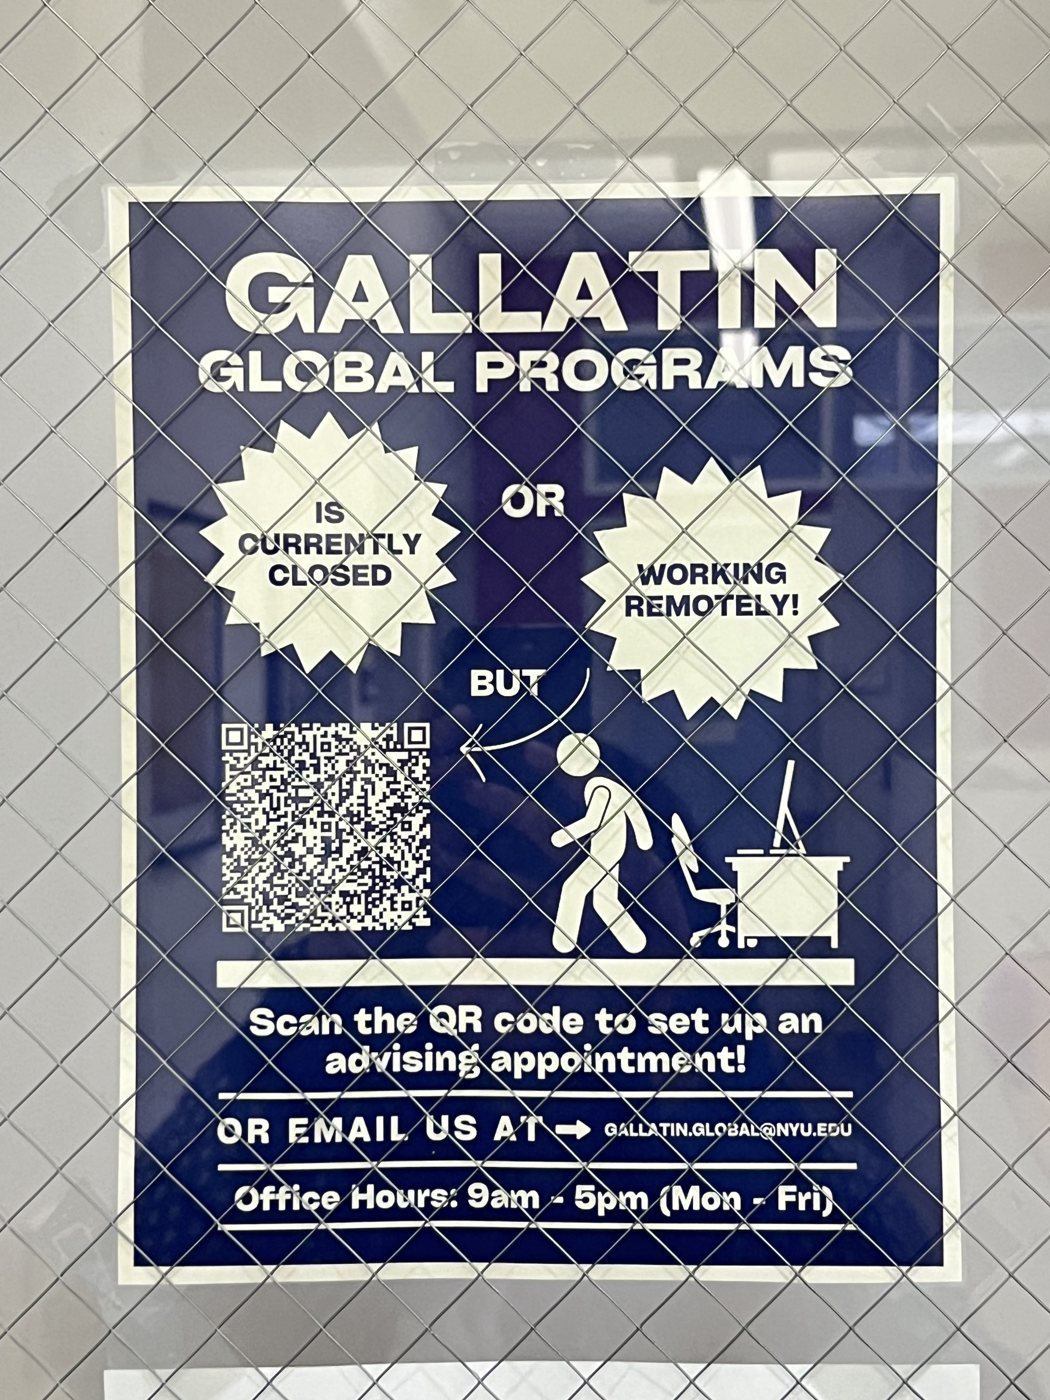 GALLATIN
GLOBAL PROGRAMS
IS
CURRENTLY
CLOSED
OR
WORKING
REMOTELY!
BUT
Scan the QR code to set up an
advising appointment!
OR EMAIL US AT → GALLATIN.GLOBAL@NYU.EDU
Office Hours: 9am - 5pm (Mon - Fri)